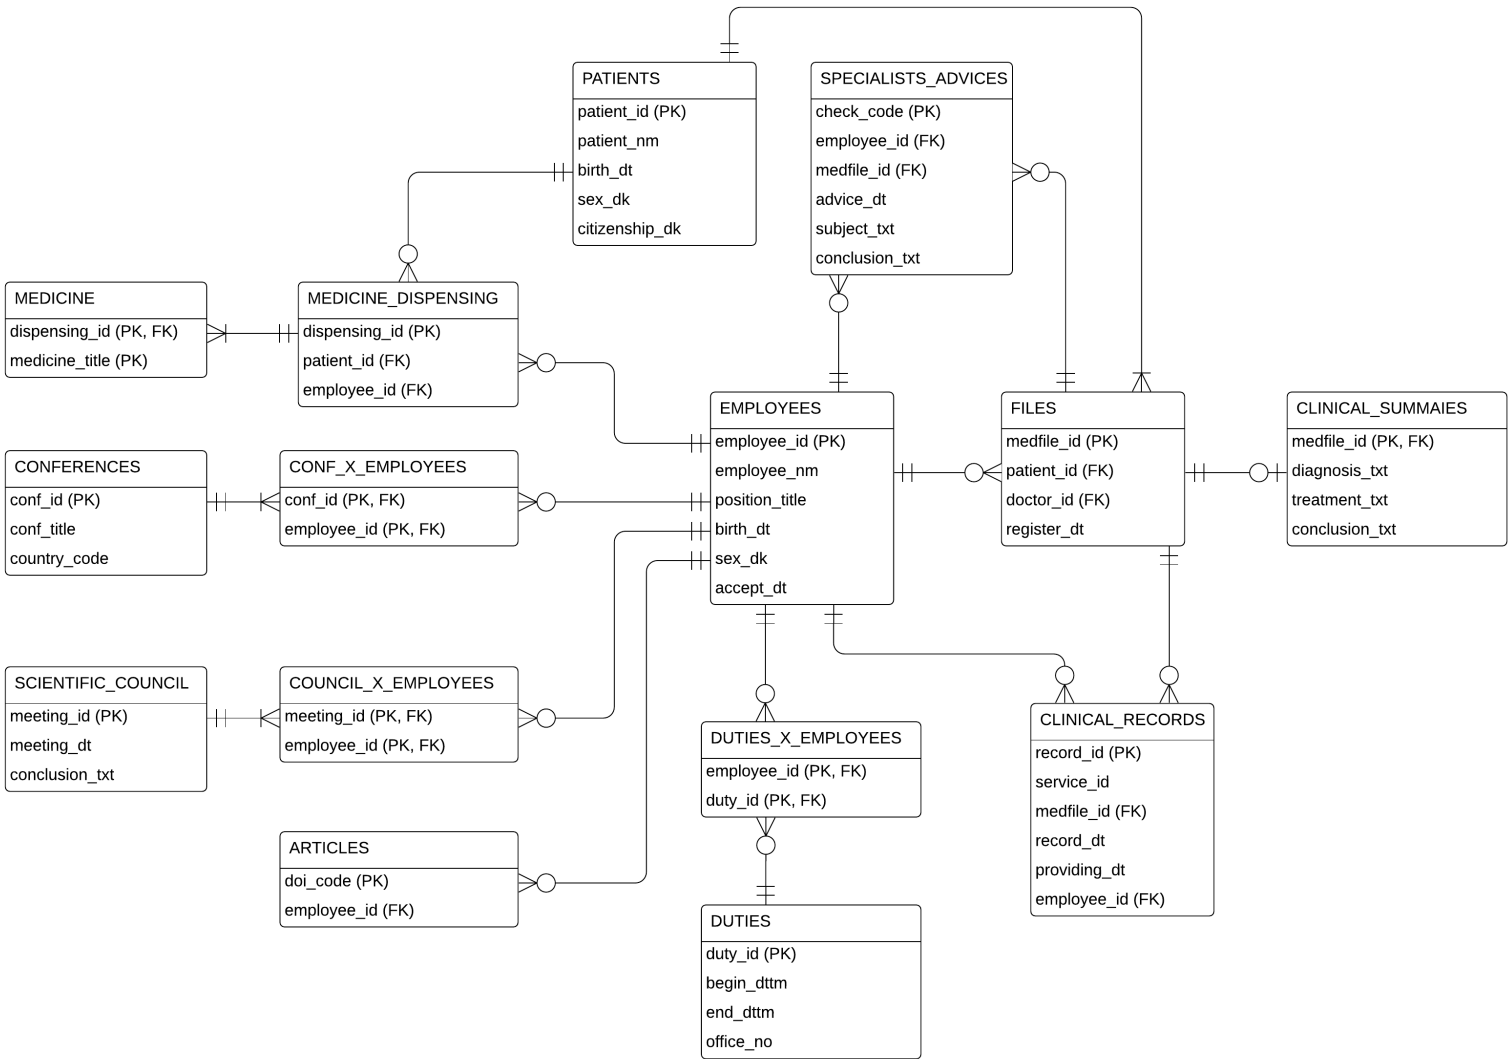 PATIENTS
patient_id (PK)
patient_nm
birth_dt
sex_dk
citizenship_dk
SPECIALISTS_ADVICES
check_code (PK)
employee_id (FK)
medfile_id (FK)
advice_dt
subject_txt
conclusion_txt
MEDICINE
dispensing_id (PK, FK)
medicine_title (PK)
MEDICINE_DISPENSING
dispensing_id (PK)
patient_id (FK)
employee_id (FK)
EMPLOYEES
employee_id (PK)
employee_nm
position_title
birth_dt
sex_dk
accept_dt
FILES
medfile_id (PK)
patient_id (FK)
doctor_id (FK)
register_dt
CLINICAL_SUMMAIES
medfile_id (PK, FK)
diagnosis_txt
treatment_txt
conclusion_txt
CONFERENCES
conf_id (PK)
conf_title
country_code
CONF_X_EMPLOYEES
conf_id (PK, FK)
employee_id (PK, FK)
SCIENTIFIC_COUNCIL
meeting_id (PK)
meeting_dt
conclusion_txt
COUNCIL_X_EMPLOYEES
meeting_id (PK, FK)
employee_id (PK, FK)
DUTIES_X_EMPLOYEES
employee_id (PK, FK)
duty_id (PK, FK)
CLINICAL_RECORDS
record_id (PK)
service_id
medfile_id (FK)
record_dt
providing_dt
employee_id (FK)
ARTICLES
doi_code (PK)
employee_id (FK)
DUTIES
duty_id (PK)
begin_dttm
end_dttm
office_no